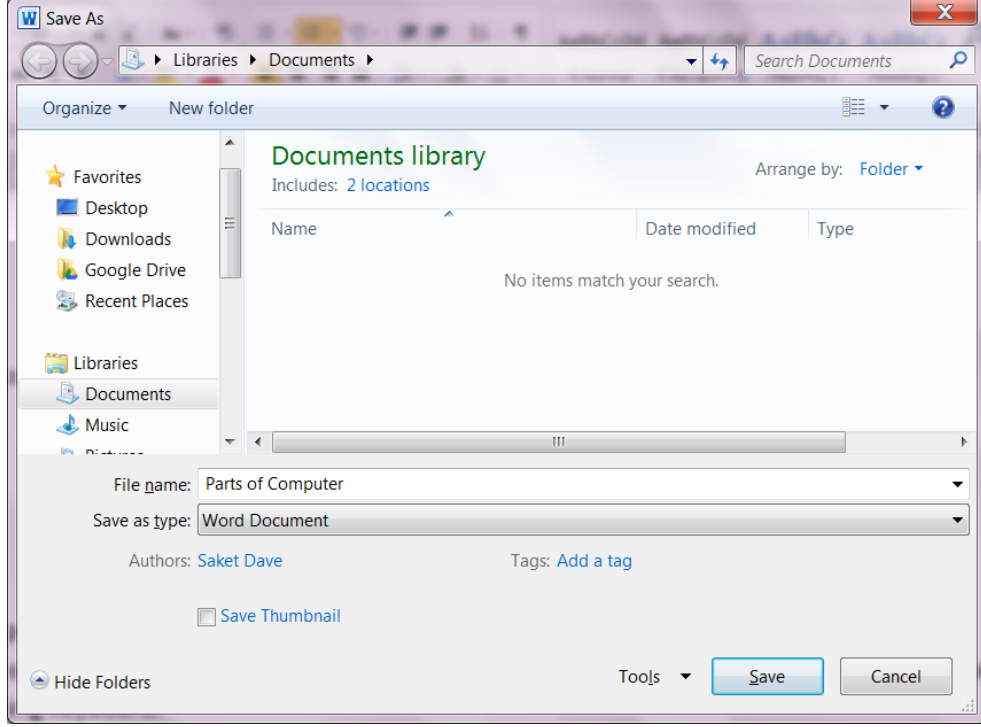 Save As
Libraries Documents
Search Documents
Organize New folder
Documents library
Includes: 2 locations
Arrange by: Folder
Name Date modified Type
No items match your search.
Favorites
Desktop
Downloads
Google Drive
Recent Places
Libraries
Documents
Music
Pictures
File name: Parts of Computer
Save as type: Word Document
Authors: Saket Dave Tags: Add a tag
Save Thumbnail
Hide Folders Tools Save Cancel